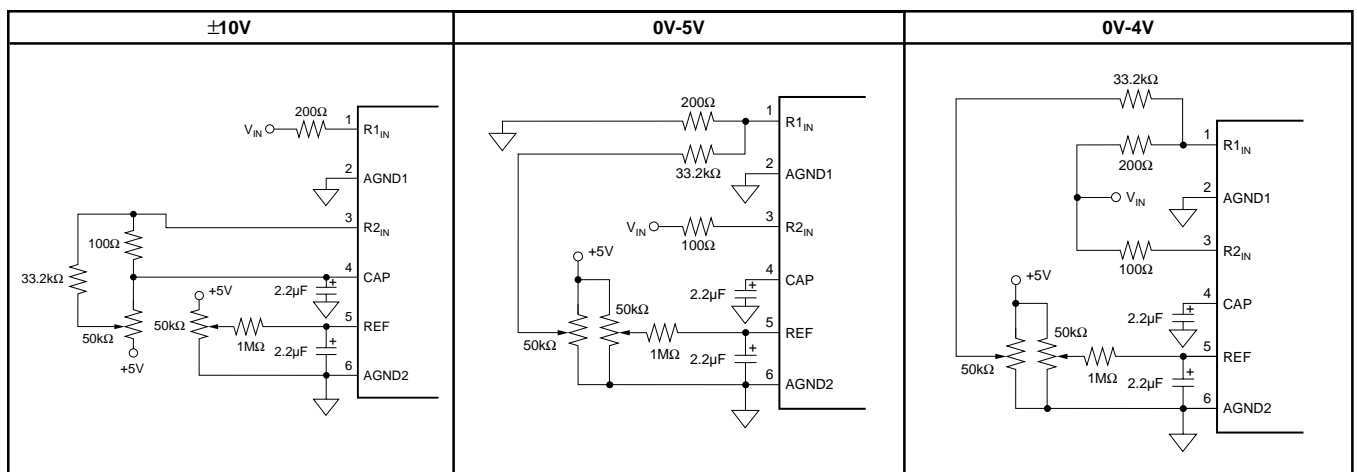 ±10V
200Ω
V_IN
1
R1_IN
2
AGND1
3
R2_IN
100Ω
33.2kΩ
4
CAP
2.2µF
+
+5V
50kΩ
50kΩ
5
REF
1MΩ
2.2µF
+
+5V
6
AGND2
0V-5V
200Ω
1
R1_IN
33.2kΩ
2
AGND1
V_IN
3
R2_IN
100Ω
+5V
4
CAP
2.2µF
+
50kΩ
50kΩ
5
REF
1MΩ
2.2µF
+
6
AGND2
0V-4V
33.2kΩ
1
R1_IN
200Ω
2
AGND1
V_IN
3
R2_IN
100Ω
+5V
4
CAP
2.2µF
+
50kΩ
50kΩ
5
REF
1MΩ
2.2µF
+
6
AGND2